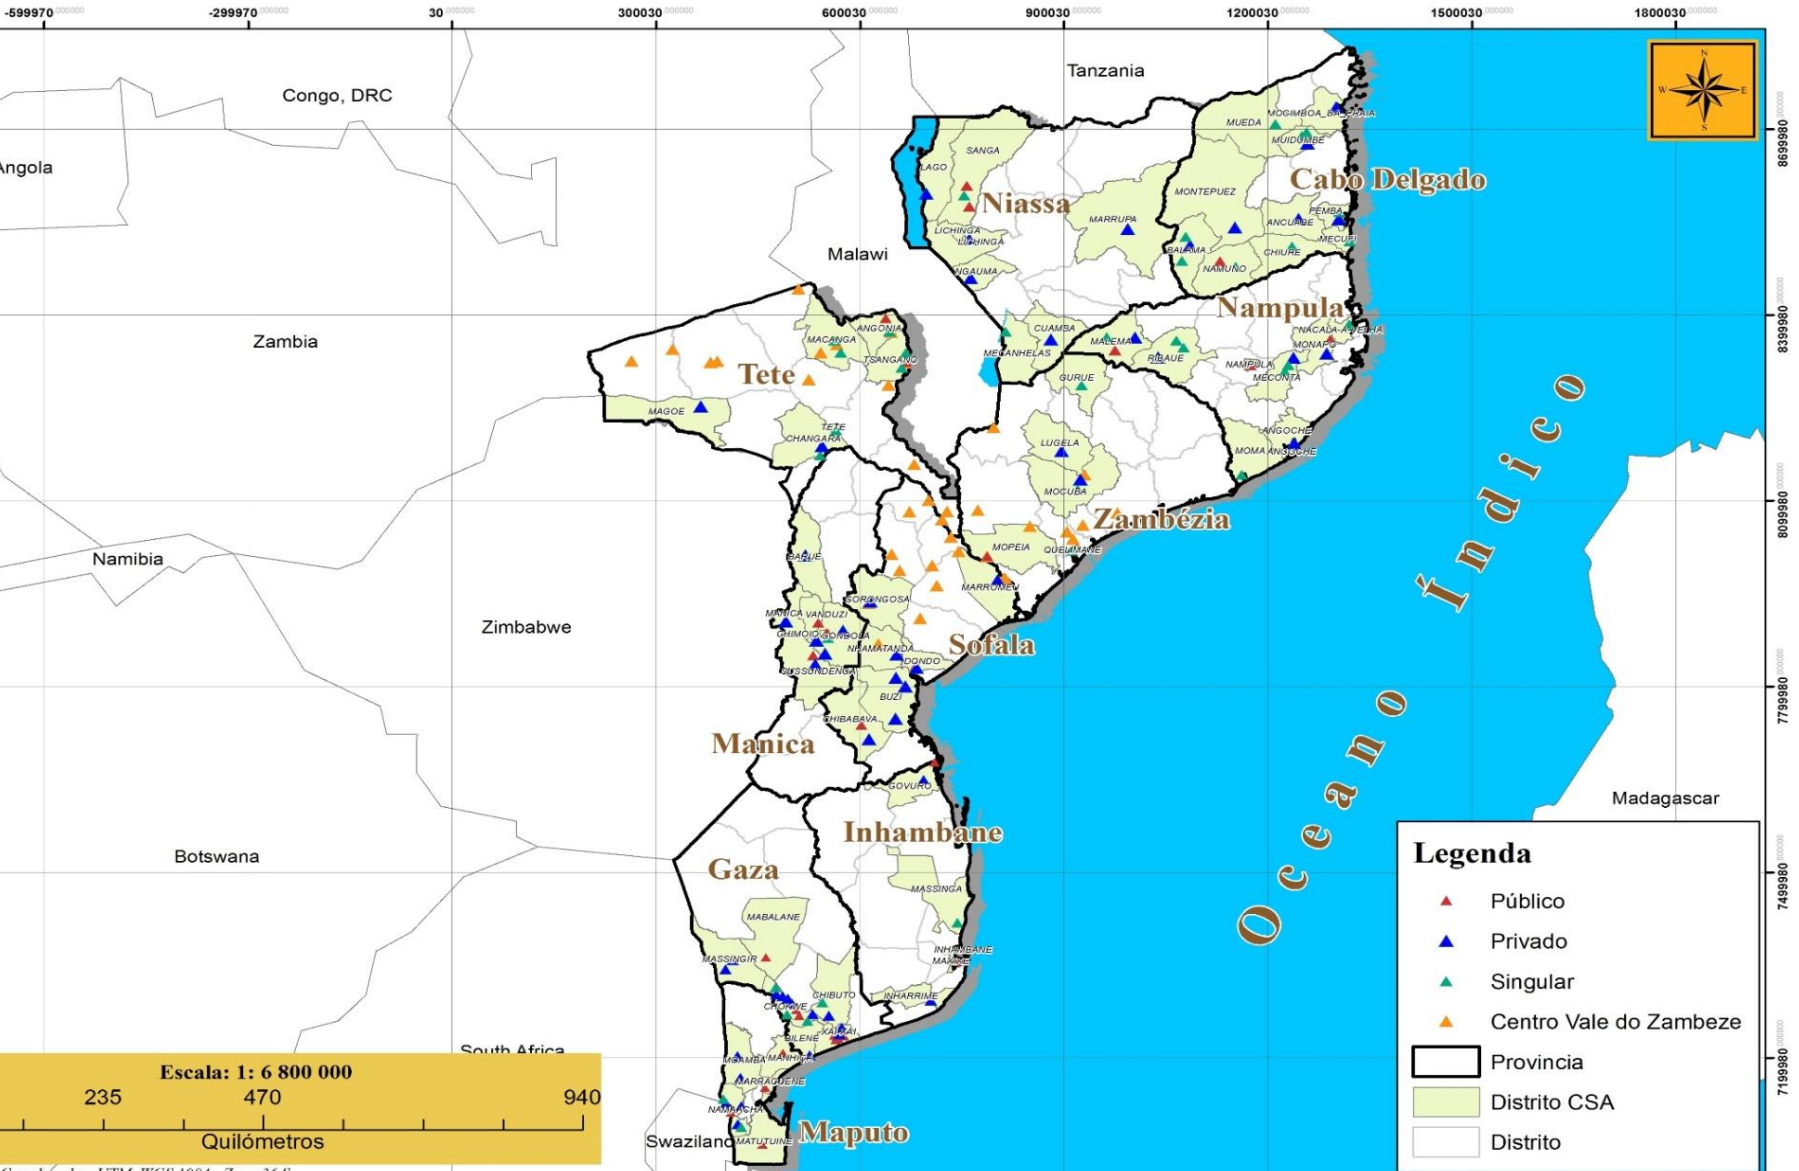 -599970 -299970 30 300030 600030 900030 1200030 1500030 1800030
Tanzania
Congo, DRC
N
W E
S
MOGIMBOA_DA_PRAIA
MUEDA
8699980
MUIDUMBE
SANGA
Angola
LAGO
Cabo Delgado
MONTEPUEZ
Niassa
PEMBA
MARRUPA
ANCUABE
LICHINGA
MECUFI
LICHINGA
BALAMA
CHIURE
Malawi
NAMUNO
NGAUMA
Nampula
8399980
ANGONIA
CUAMBA
NACALA-A-VELHA
Zambia
MACANGA
MALEMA
MONAPO
MECANHELAS
RIBAUE
TSANGANO
NAMPULA
Tete
GURUE
MECONTA
MAGOE
TETE
ANGOCHE
CHANGARA
LUGELA
MOMA
ANGOCHE
MOCUBA
8099980
Zambézia
MOPEIA
QUELIMANE
Namibia
BARUE
MARROMEU
GORONGOSA
MANICA
VANDUZI
Zimbabwe
CHIMOIO
GONDOLA
Sofala
NHAMATANDA
DONDO
SUSSUNDENGA
7799980
BUZI
CHIBABAVA
Manica
GOVURO
Madagascar
Oceano Índico
Inhambane
Botswana
Gaza
7499980
MASSINGA
MABALANE
INHAMBANE
MASSINGIR
MAXIXE
CHIBUTO
INHARRIME
CHOKWE
XAI-XAI
BILENE
South Africa
MOAMBA
MANHICA
7199980
MARRACUENE
NAMAACHA
Maputo
Swaziland
MATUTUINE
Legenda
Público
Privado
Singular
Centro Vale do Zambeze
Provincia
Distrito CSA
Distrito
Escala: 1: 6 800 000
235 470 940
Quilómetros